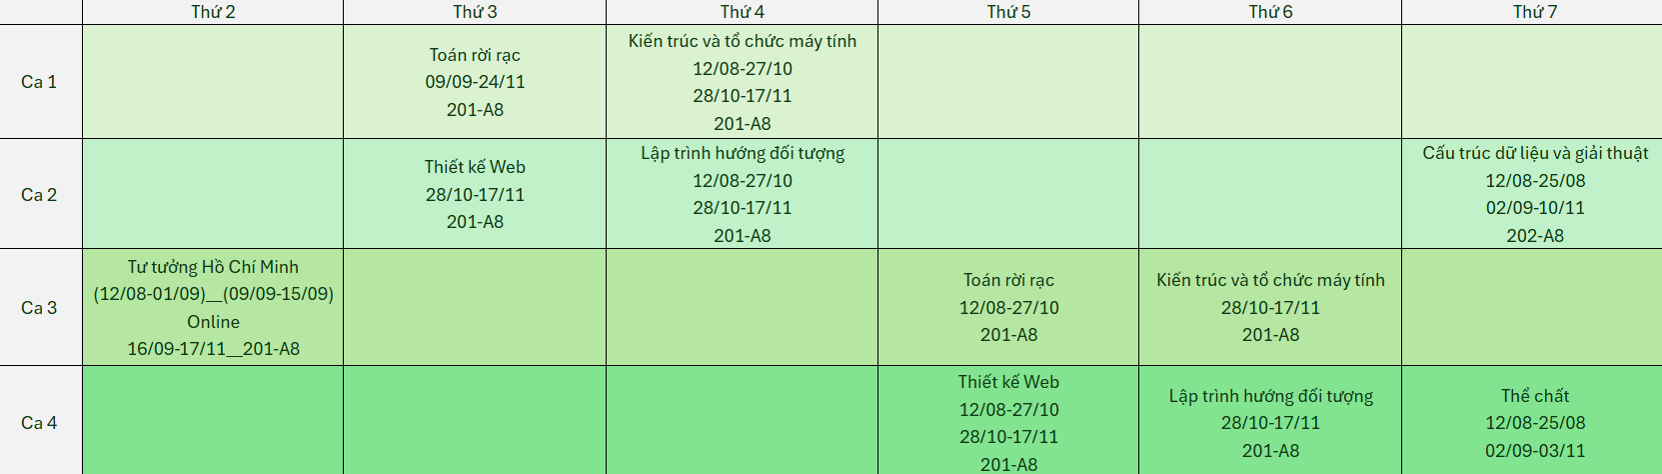 Thứ 2
Thứ 3
Thứ 4
Thứ 5
Thứ 6
Thứ 7
Ca 1
Toán rời rạc
09/09-24/11
201-A8
Kiến trúc và tổ chức máy tính
12/08-27/10
28/10-17/11
201-A8
Ca 2
Thiết kế Web
28/10-17/11
201-A8
Lập trình hướng đối tượng
12/08-27/10
28/10-17/11
201-A8
Cấu trúc dữ liệu và giải thuật
12/08-25/08
02/09-10/11
202-A8
Ca 3
Tư tưởng Hồ Chí Minh
(12/08-01/09)__(09/09-15/09)
Online
16/09-17/11__201-A8
Toán rời rạc
12/08-27/10
201-A8
Kiến trúc và tổ chức máy tính
28/10-17/11
201-A8
Ca 4
Thiết kế Web
12/08-27/10
28/10-17/11
201-A8
Lập trình hướng đối tượng
28/10-17/11
201-A8
Thể chất
12/08-25/08
02/09-03/11